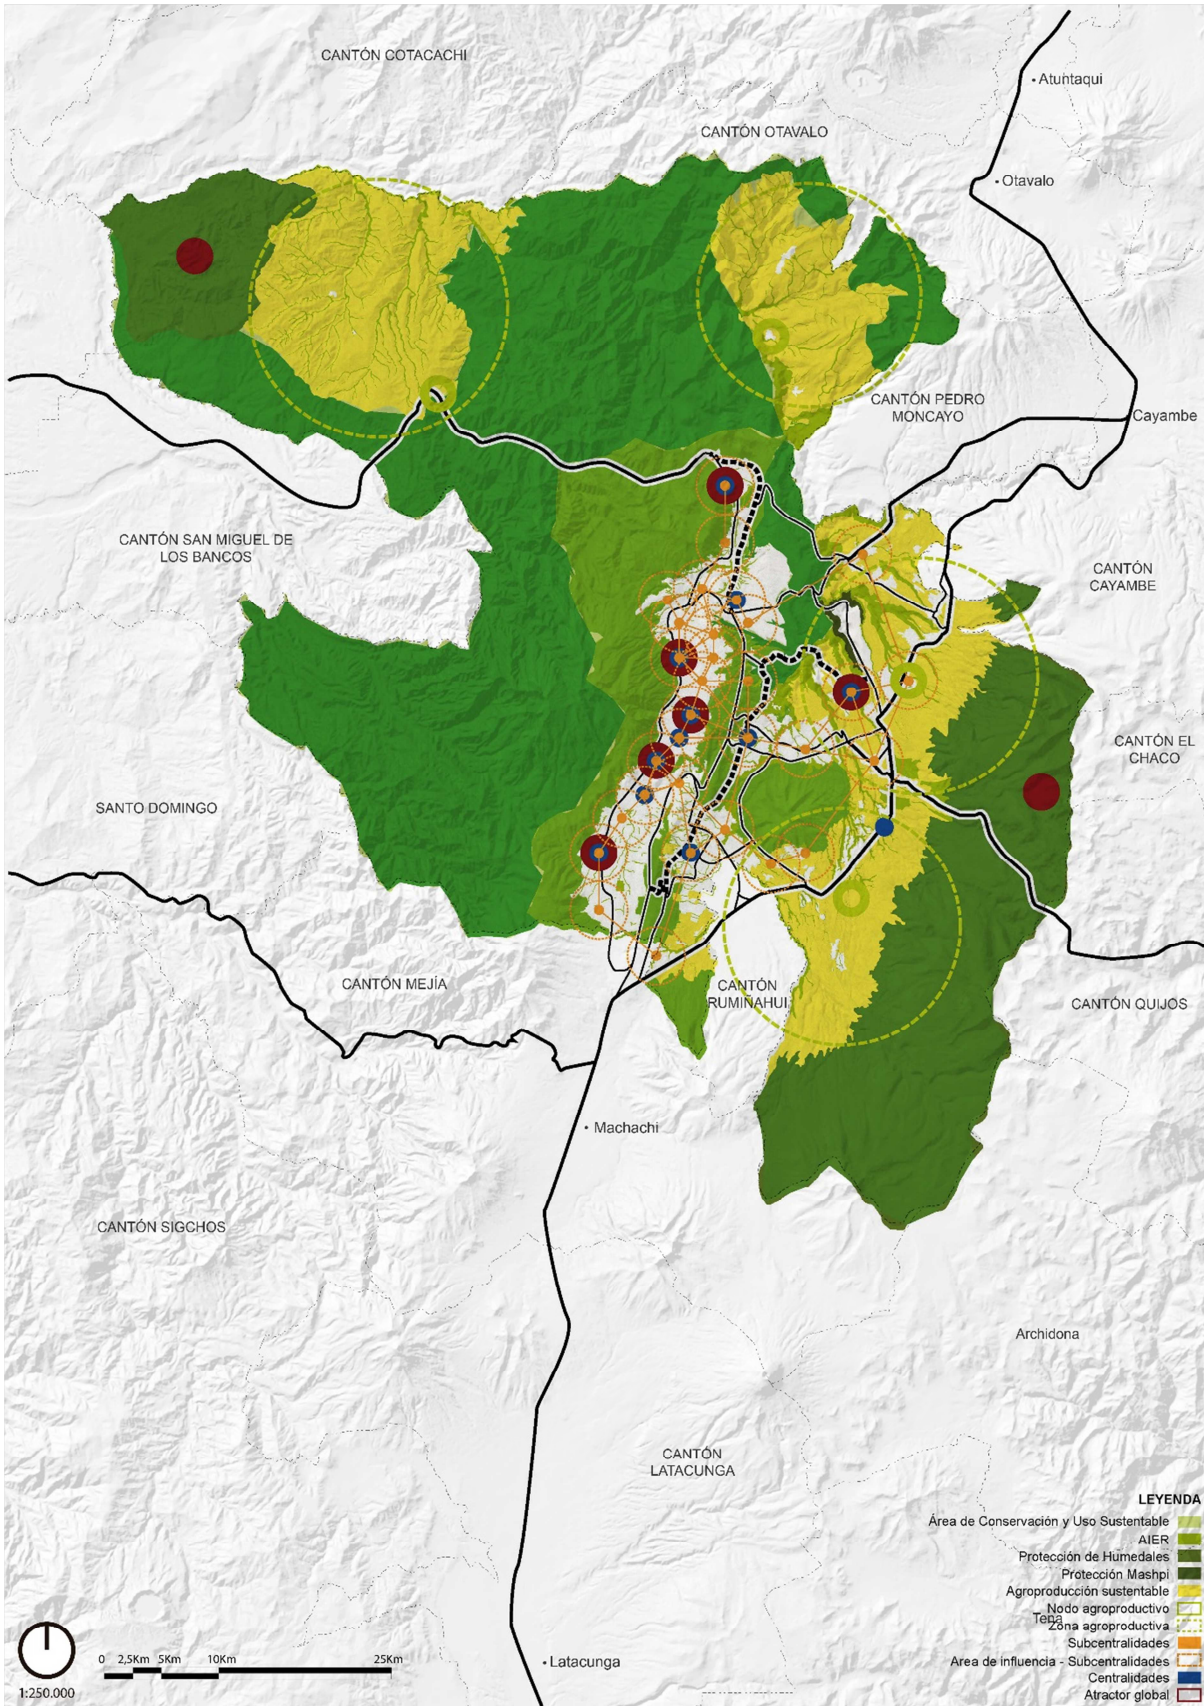 CANTÓN COTACACHI
Atuntaqui
CANTÓN OTAVALO
Otavalo
CANTÓN PEDRO
MONCAYO
Cayambe
CANTÓN SAN MIGUEL DE
LOS BANCOS
CANTÓN
CAYAMBE
CANTÓN EL
CHACO
SANTO DOMINGO
CANTÓN MEJÍA
CANTÓN
RUMIÑAHUI
CANTÓN QUIJOS
Machachi
CANTÓN SIGCHOS
Archidona
CANTÓN
LATACUNGA
LEYENDA
Área de Conservación y Uso Sustentable
AIER
Protección de Humedales
Protección Mashpi
Agroproducción sustentable
Nodo agroproductivo
Tena
Zona agroproductiva
Subcentralidades
Area de influencia - Subcentralidades
Centralidades
Atractor global
0 2,5Km 5Km 10Km 25Km
1:250.000
Latacunga